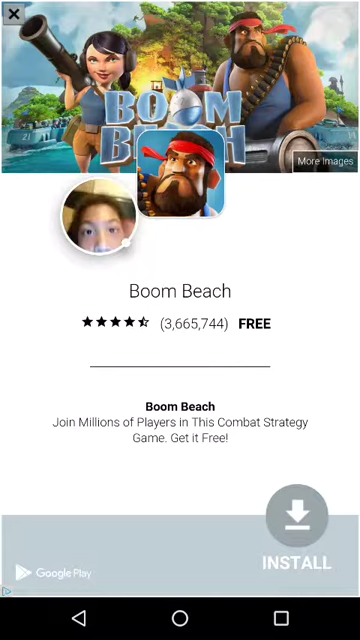 BOOM
BEACH
More Images
Boom Beach
(3,665,744) FREE
Boom Beach
Join Millions of Players in This Combat Strategy
Game. Get it Free!
INSTALL
Google Play